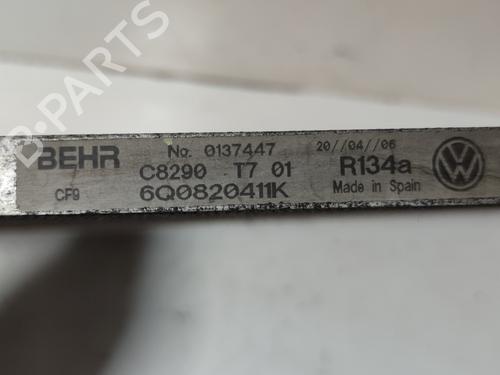 BEHR
No. 0137447
20//04//06
C8290 T7 01
R134a
CF9
6Q0820411K
Made in Spain
B-PARTS